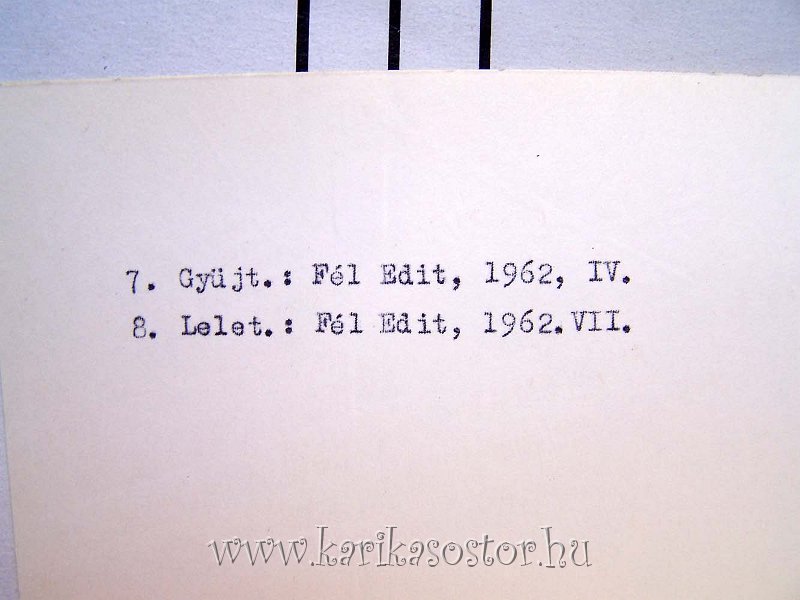 7. Gyüjt.: Fél Edit, 1962, IV.
8. Lelet.: Fél Edit, 1962.VII.
www.karikasostor.hu